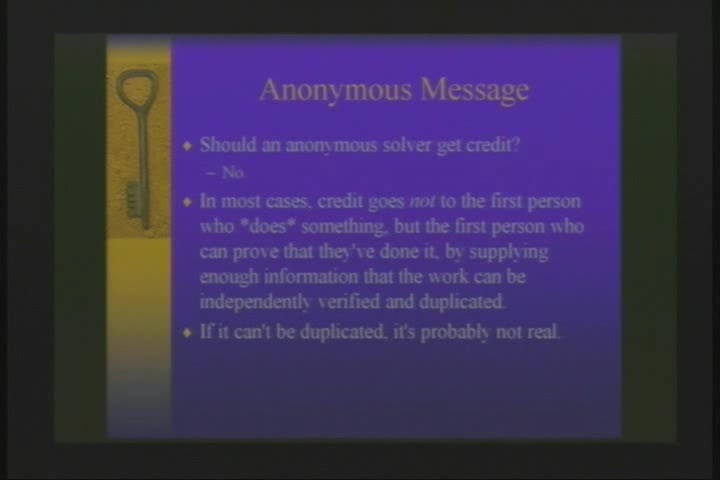 Anonymous Message
Should an anonymous solver get credit?
– No.
In most cases, credit goes not to the first person
who *does* something, but the first person who
can prove that they've done it, by supplying
enough information that the work can be
independently verified and duplicated.
If it can't be duplicated, it's probably not real.